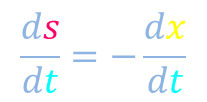 ds/dt = − dx/dt